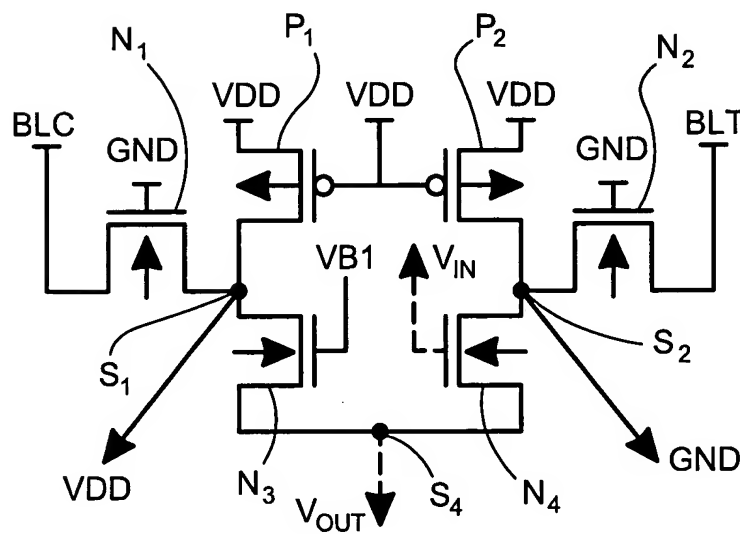 P1
P2
N1
N2
VDD
VDD
VDD
BLC
BLT
GND
GND
VB1
VIN
S1
S2
VDD
GND
N3
S4
N4
VOUT